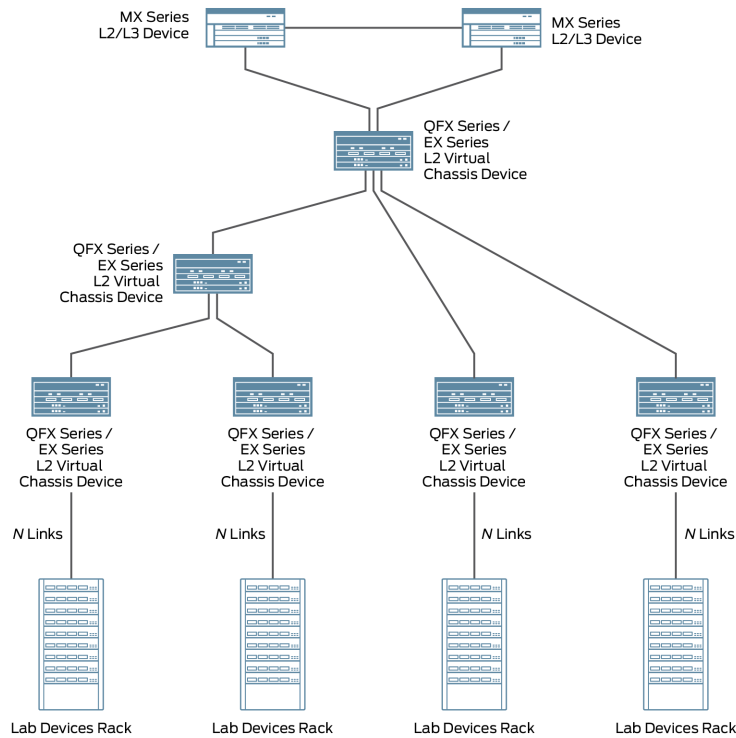 MX Series
L2/L3 Device
MX Series
L2/L3 Device
QFX Series /
EX Series
L2 Virtual
Chassis Device
QFX Series /
EX Series
L2 Virtual
Chassis Device
QFX Series /
EX Series
L2 Virtual
Chassis Device
QFX Series /
EX Series
L2 Virtual
Chassis Device
QFX Series /
EX Series
L2 Virtual
Chassis Device
QFX Series /
EX Series
L2 Virtual
Chassis Device
N Links
N Links
N Links
N Links
Lab Devices Rack
Lab Devices Rack
Lab Devices Rack
Lab Devices Rack